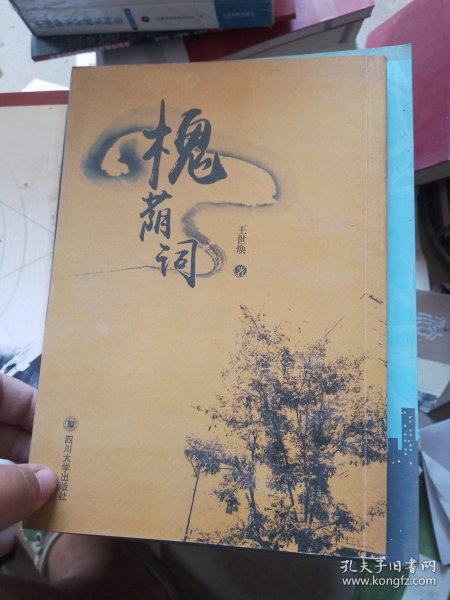 槐荫词
王世焕 著
四川大学出版社
孔夫子旧书网
www.kongfz.com